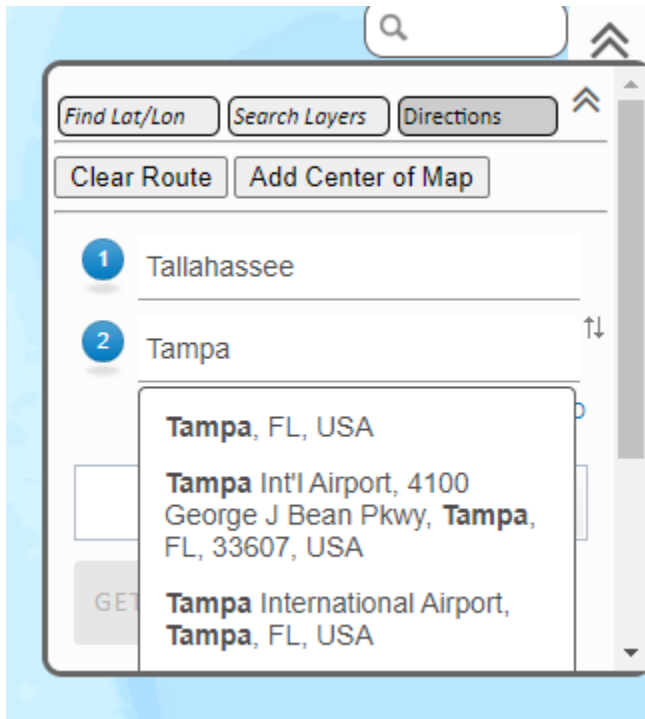 Find Lat/Lon Search Layers Directions
Clear Route Add Center of Map
1 Tallahassee
2 Tampa
Tampa, FL, USA
Tampa Int'l Airport, 4100
George J Bean Pkwy, Tampa,
FL, 33607, USA
GET
Tampa International Airport,
Tampa, FL, USA